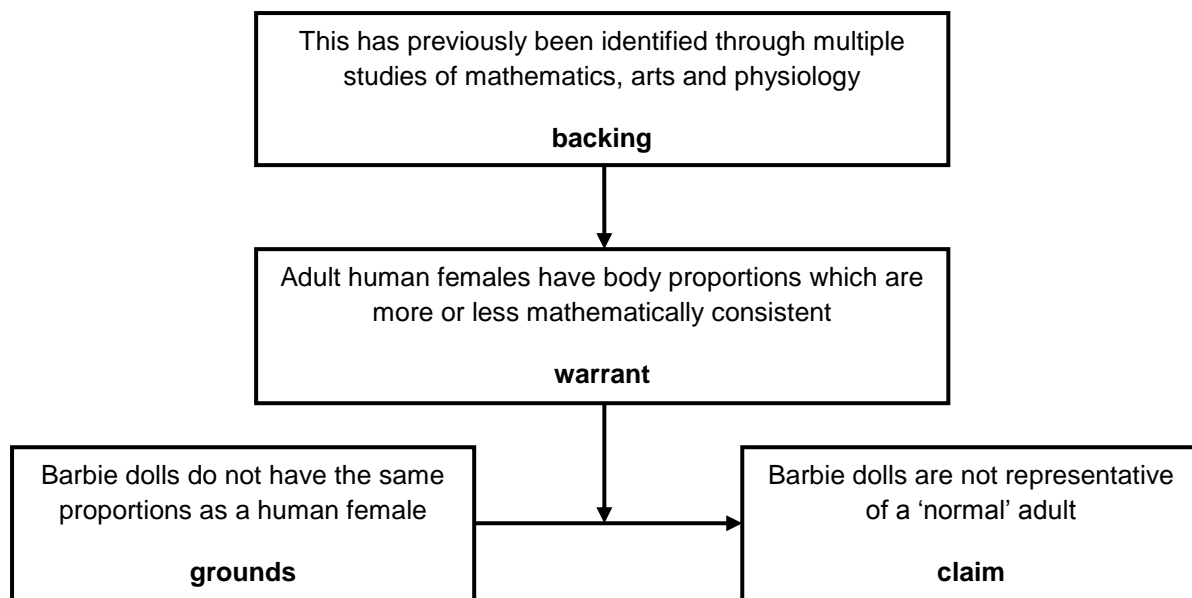 This has previously been identified through multiple
studies of mathematics, arts and physiology
backing
Adult human females have body proportions which are
more or less mathematically consistent
warrant
Barbie dolls do not have the same
proportions as a human female
grounds
Barbie dolls are not representative
of a ‘normal’ adult
claim